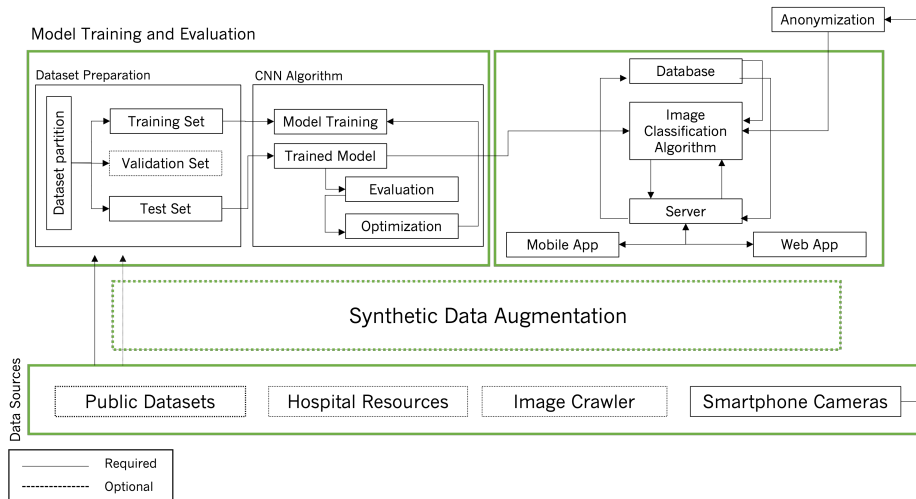 Anonymization
Model Training and Evaluation
Dataset Preparation
CNN Algorithm
Dataset partition
Training Set
Validation Set
Test Set
Model Training
Trained Model
Evaluation
Optimization
Database
Image
Classification
Algorithm
Server
Mobile App
Web App
Synthetic Data Augmentation
Data Sources
Public Datasets
Hospital Resources
Image Crawler
Smartphone Cameras
Required
Optional